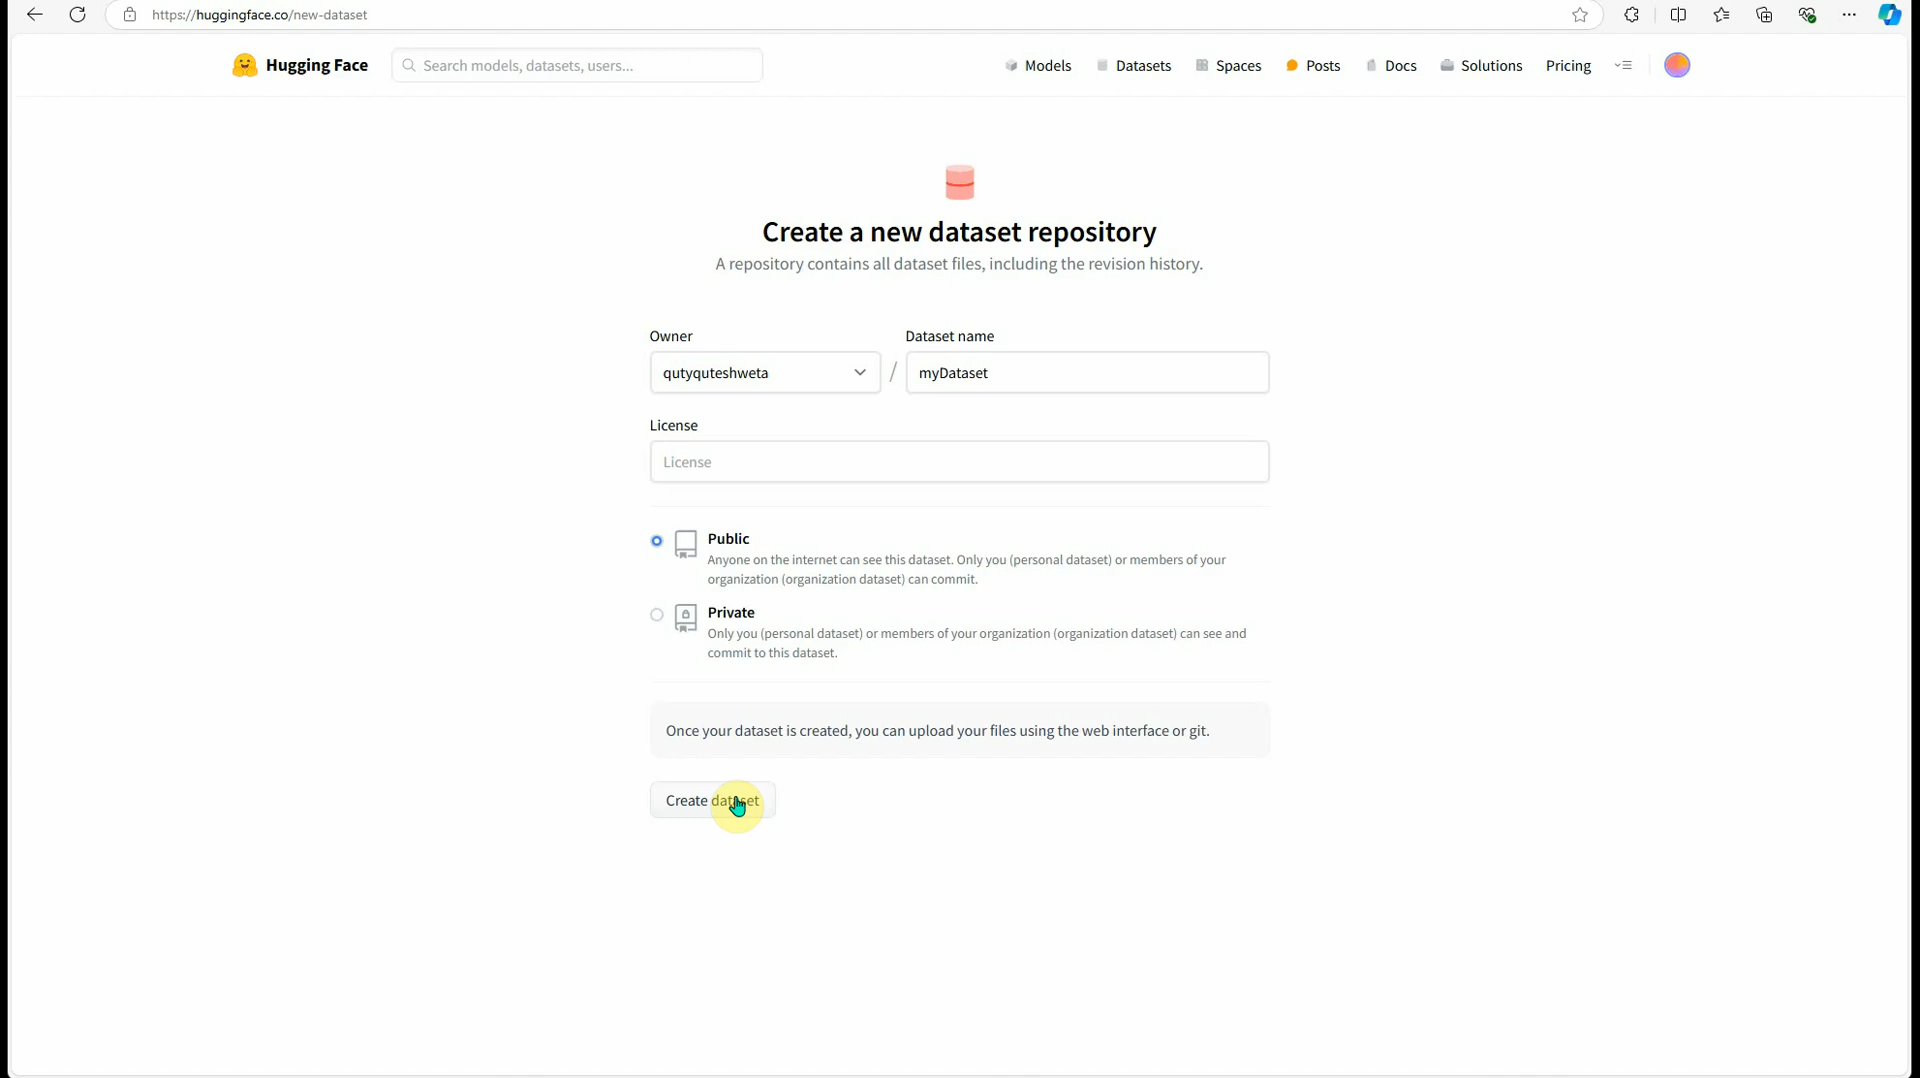 https://huggingface.co/new-dataset
Hugging Face
Search models, datasets, users...
Models
Datasets
Spaces
Posts
Docs
Solutions
Pricing
Create a new dataset repository
A repository contains all dataset files, including the revision history.
Owner
Dataset name
qutyquteshweta
/
myDataset
License
License
Public
Anyone on the internet can see this dataset. Only you (personal dataset) or members of your
organization (organization dataset) can commit.
Private
Only you (personal dataset) or members of your organization (organization dataset) can see and
commit to this dataset.
Once your dataset is created, you can upload your files using the web interface or git.
Create dataset